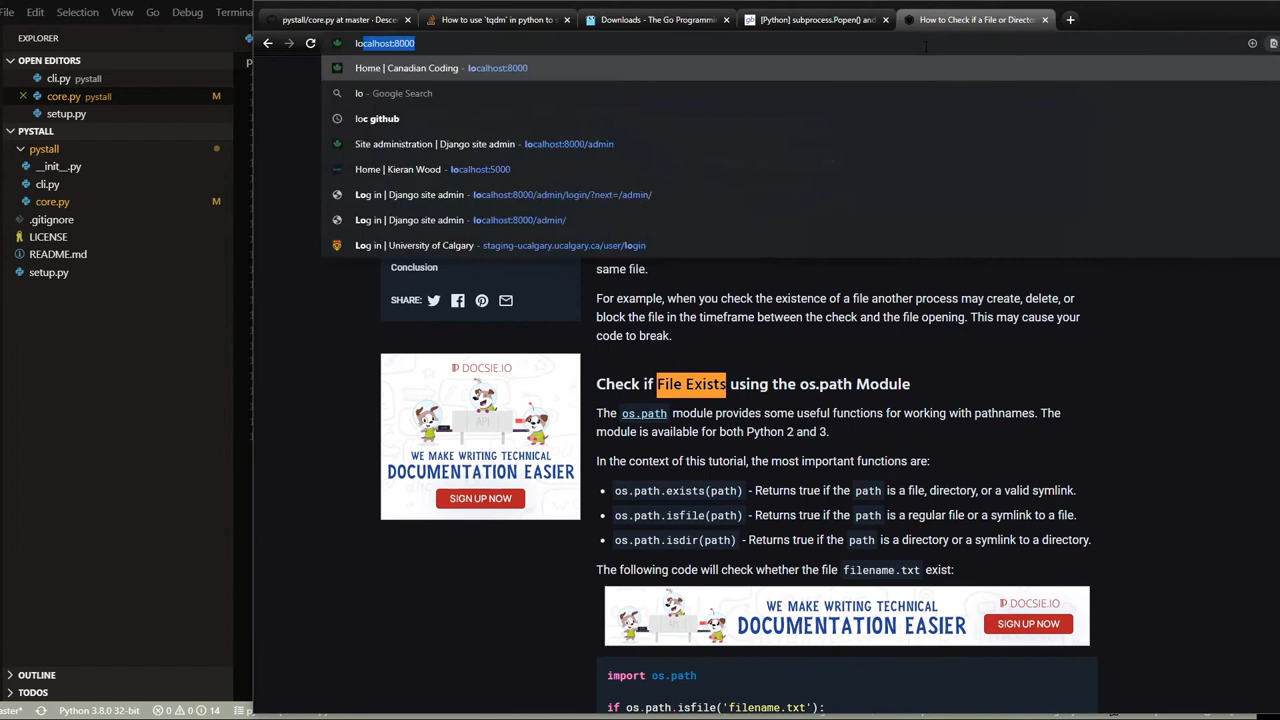 File
Edit
Debug
Termin
EXPLORER
OPEN EDITORS
cli.py pystall
core.py pystall M
setup.py
PYSTALL
pystall
__init__.py
cli.py
core.py M
.gitignore
LICENSE
README.md
setup.py
OUTLINE
TODOS
master*
Python 3.8.0 32-bit
0
0
14
pystall/core.py at master · Descen
How to use `tqdm` in python to s
Downloads - The Go Programmin
[Python] subprocess.Popen() and
How to Check if a File or Director
localhost:8000
Home | Canadian Coding - localhost:8000
lo - Google Search
loc github
Site administration | Django site admin - localhost:8000/admin
Home | Kieran Wood - localhost:5000
Log in | Django site admin - localhost:8000/admin/login/?next=/admin/
Log in | Django site admin - localhost:8000/admin/
Log in | University of Calgary - staging-ucalgary.ucalgary.ca/user/login
Conclusion
SHARE:
DOCSIE.IO
API
WE MAKE WRITING TECHNICAL
DOCUMENTATION EASIER
SIGN UP NOW
same file.
For example, when you check the existence of a file another process may create, delete, or
block the file in the timeframe between the check and the file opening. This may cause your
code to break.
Check if File Exists using the os.path Module
The os.path module provides some useful functions for working with pathnames. The
module is available for both Python 2 and 3.
In the context of this tutorial, the most important functions are:
os.path.exists(path) - Returns true if the path is a file, directory, or a valid symlink.
os.path.isfile(path) - Returns true if the path is a regular file or a symlink to a file.
os.path.isdir(path) - Returns true if the path is a directory or a symlink to a directory.
The following code will check whether the file filename.txt exist:
WE MAKE WRITING TECHNICAL
DOCUMENTATION EASIER
DOCSIE.IO
SIGN UP NOW
import os.path
if os.path.isfile('filename.txt'):